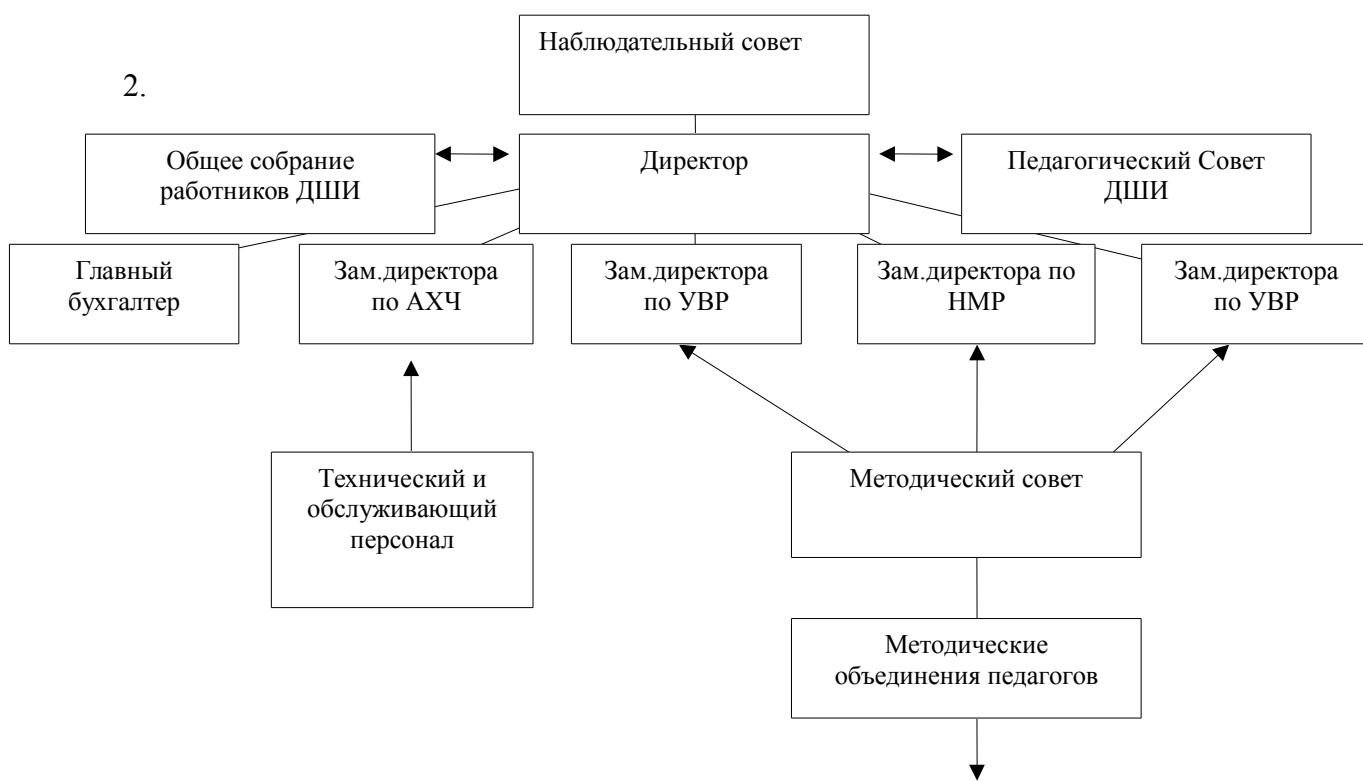 Наблюдательный совет
2.
Общее собрание
работников ДШИ
Директор
Педагогический Совет
ДШИ
Главный
бухгалтер
Зам.директора
по АХЧ
Зам.директора
по УВР
Зам.директора по
НМР
Зам.директора
по УВР
Технический и
обслуживающий
персонал
Методический совет
Методические
объединения педагогов